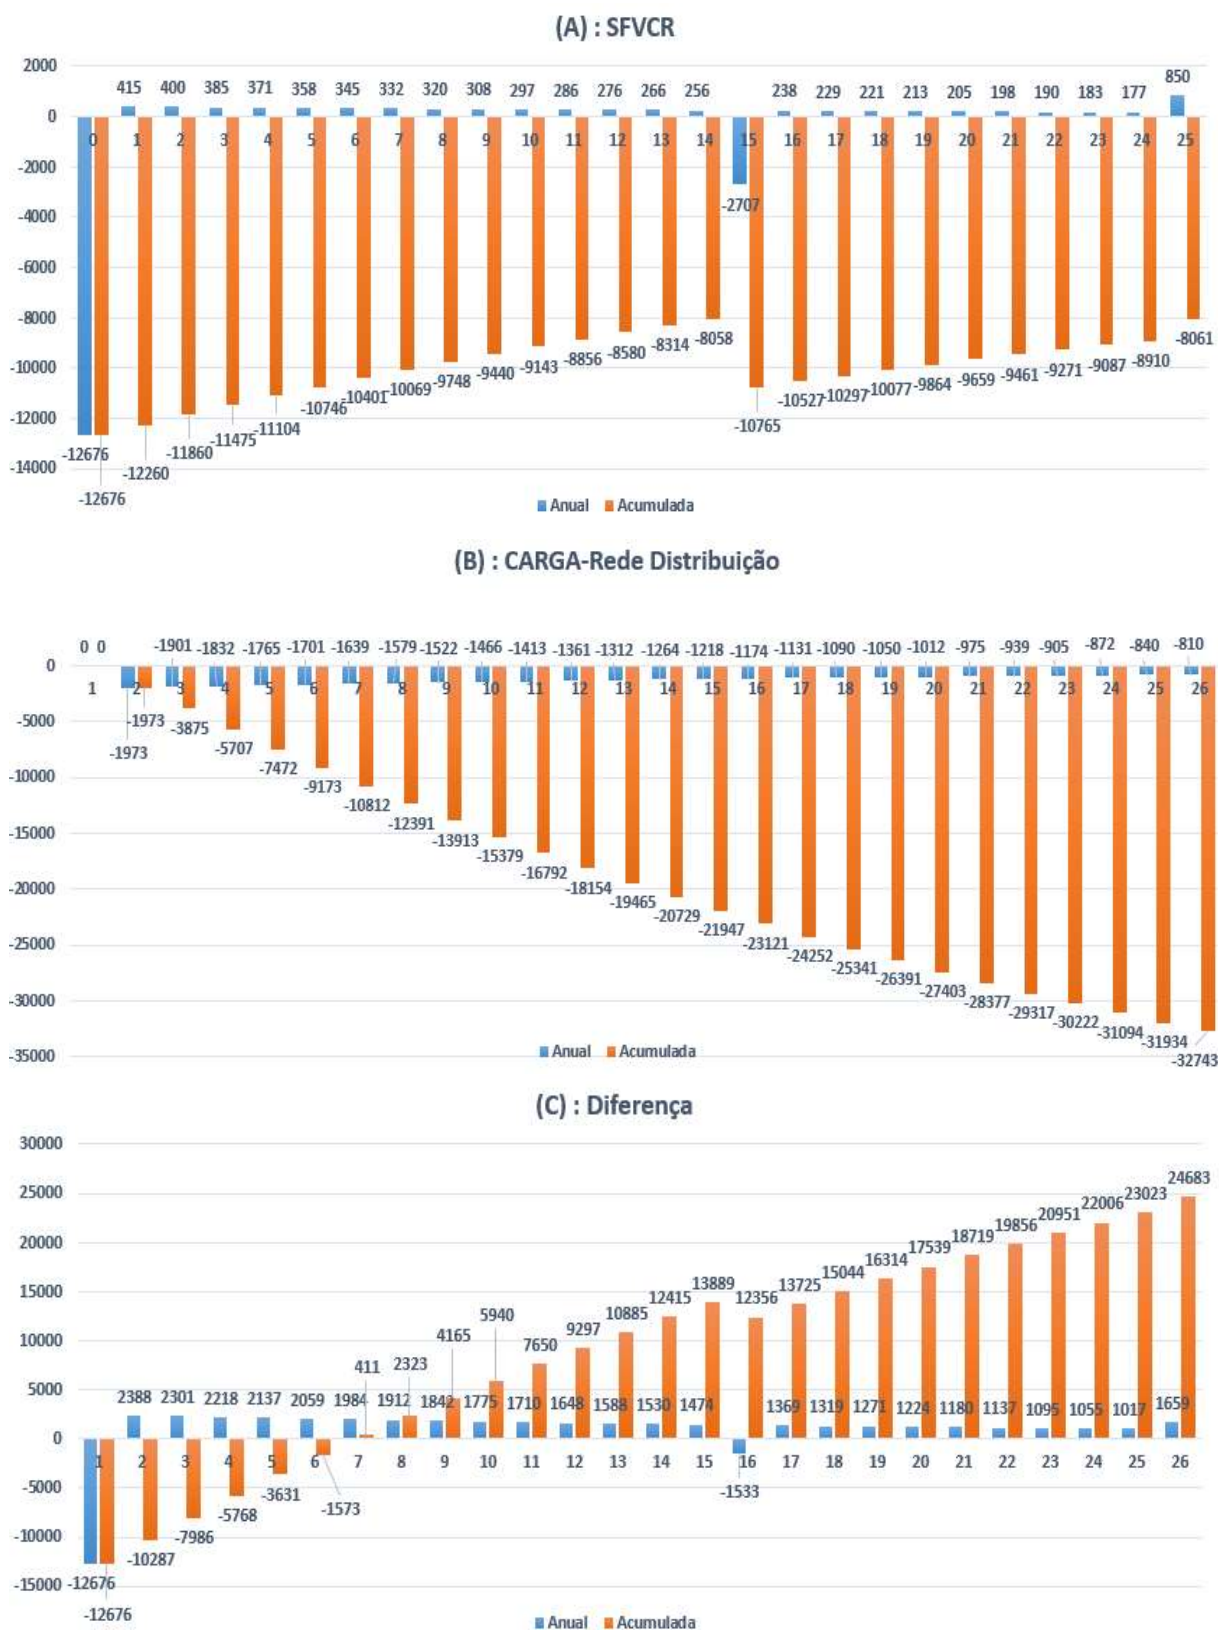 (A) : SFVCR
2000
415 400 385 371 358 345 332 320 308 297 286 276 266 256 238 229 221 213 205 198 190 183 177 850
0
0 1 2 3 4 5 6 7 8 9 10 11 12 13 14 15 16 17 18 19 20 21 22 23 24 25
-2000
-2707
-4000
-6000
-8000
-10000
-12000
-14000
-12676 -12676 -12260 -11860 -11475 -11104 -10746 -10401 -10069 -9748 -9440 -9143 -8856 -8580 -8314 -8058 -10765 -10527 -10297 -10077 -9864 -9659 -9461 -9271 -9087 -8910 -8061
Anual Acumulada
(B) : CARGA-Rede Distribuição
0 0 -1901 -1832 -1765 -1701 -1639 -1579 -1522 -1466 -1413 -1361 -1312 -1264 -1218 -1174 -1131 -1090 -1050 -1012 -975 -939 -905 -872 -840 -810
0
1 2 3 4 5 6 7 8 9 10 11 12 13 14 15 16 17 18 19 20 21 22 23 24 25 26
-5000
-10000
-15000
-20000
-25000
-30000
-35000
-1973 -1973 -3875 -5707 -7472 -9173 -10812 -12391 -13913 -15379 -16792 -18154 -19465 -20729 -21947 -23121 -24252 -25341 -26391 -27403 -28377 -29317 -30222 -31094 -31934 -32743
Anual Acumulada
(C) : Diferença
30000
25000
20000
15000
10000
5000
411 2323 4165 5940 7650 9297 10885 12415 13889 12356 13725 15044 16314 17539 18719 19856 20951 22006 23023 24683
2388 2301 2218 2137 2059 1984 1912 1842 1775 1710 1648 1588 1530 1474 1369 1319 1271 1224 1180 1137 1095 1055 1017 1659
0
1 2 3 4 5 6 7 8 9 10 11 12 13 14 15 16 17 18 19 20 21 22 23 24 25 26
-5000
-10000
-15000
-12676 -12676 -10287 -7986 -5768 -3631 -1573 -1533
Anual Acumulada